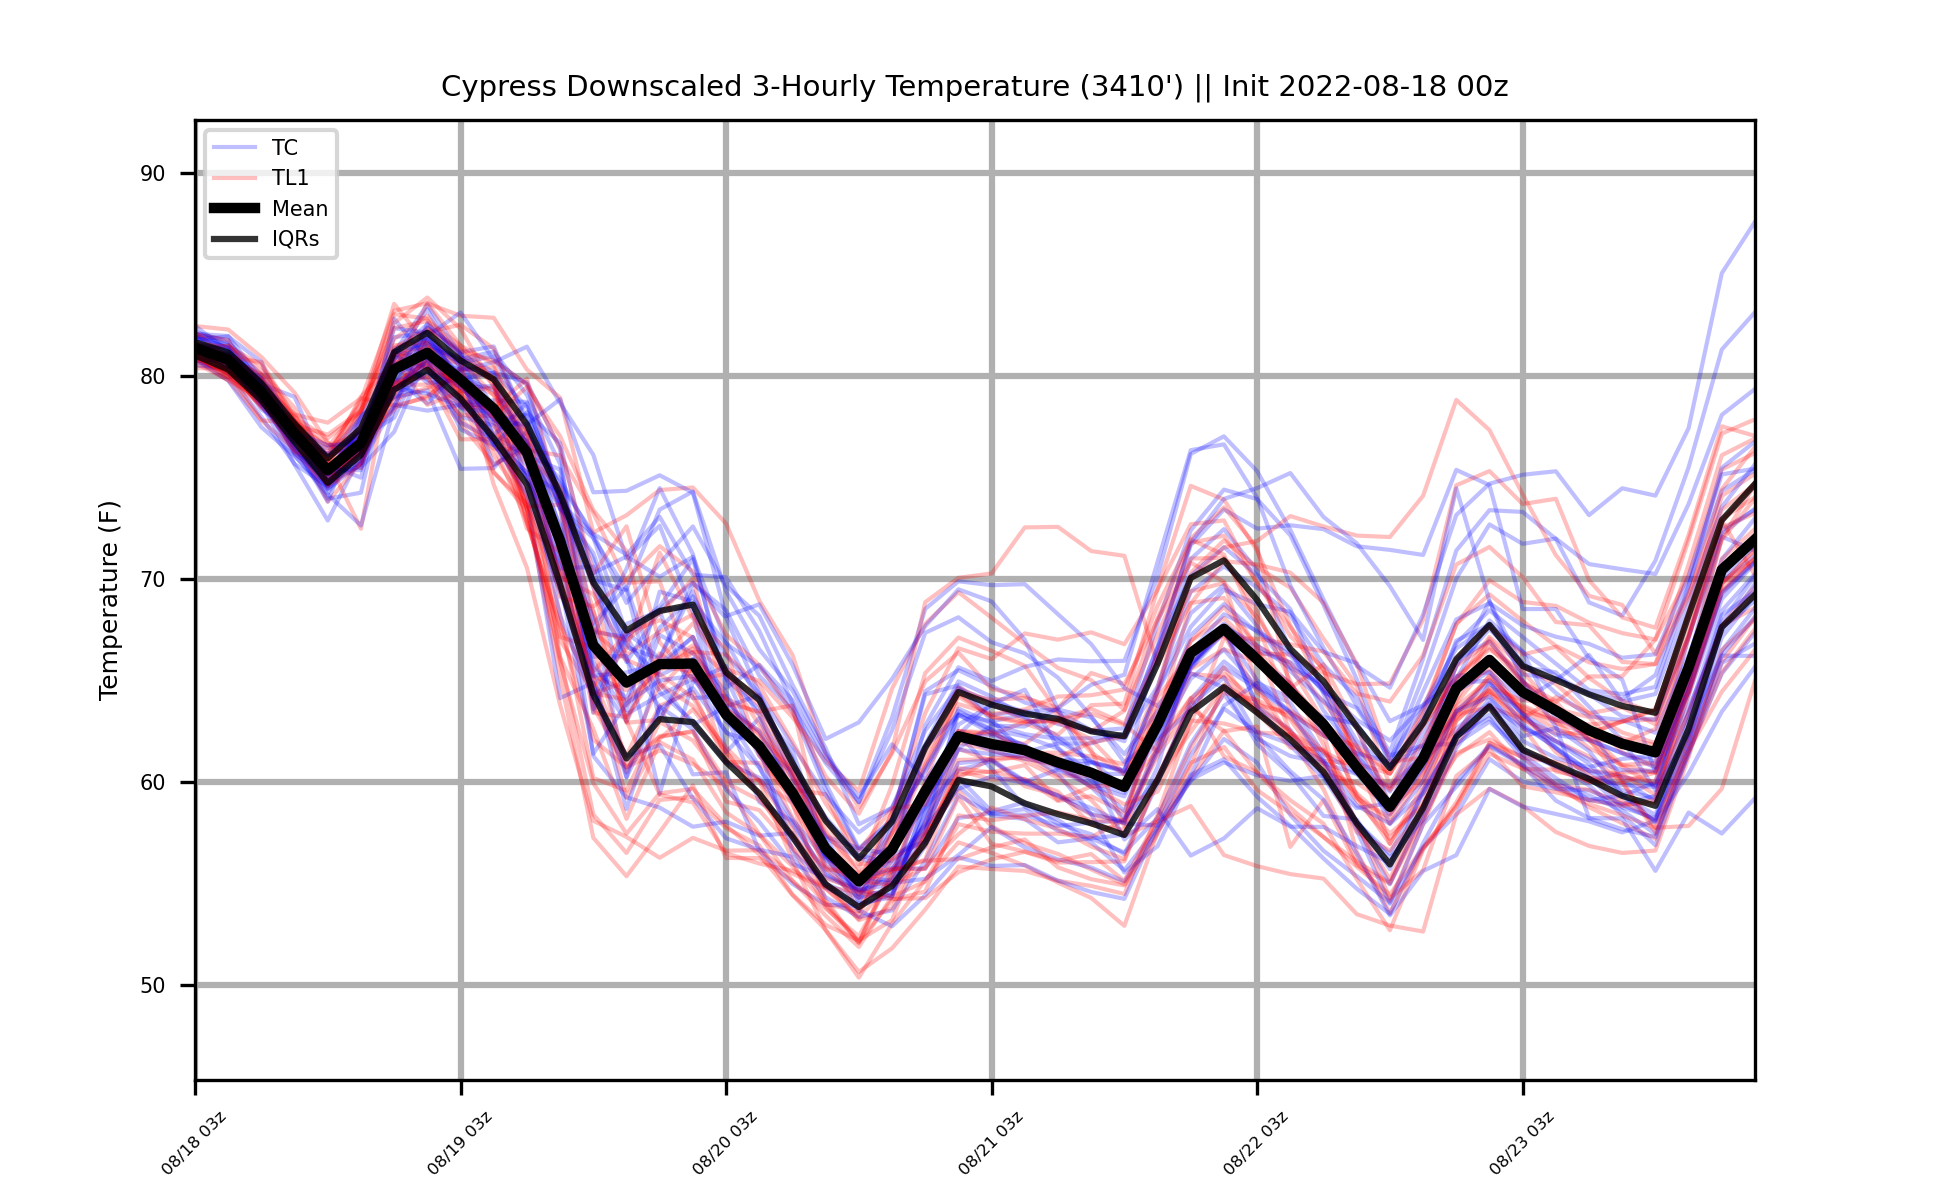 Cypress Downscaled 3-Hourly Temperature (3410') || Init 2022-08-18 00z
TC
TL1
Mean
IQRs
90
80
70
60
50
Temperature (F)
08/18 03z
08/19 03z
08/20 03z
08/21 03z
08/22 03z
08/23 03z